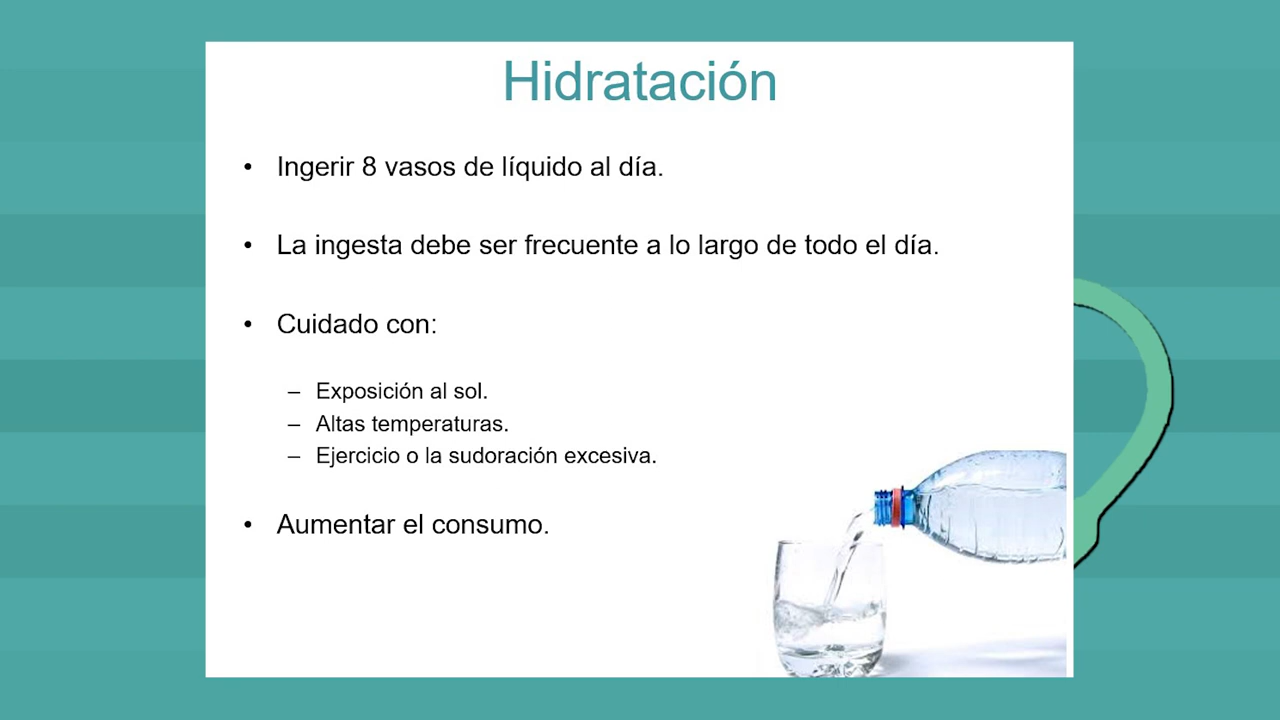 Hidratación
• Ingerir 8 vasos de líquido al día.
• La ingesta debe ser frecuente a lo largo de todo el día.
• Cuidado con:
– Exposición al sol.
– Altas temperaturas.
– Ejercicio o la sudoración excesiva.
• Aumentar el consumo.